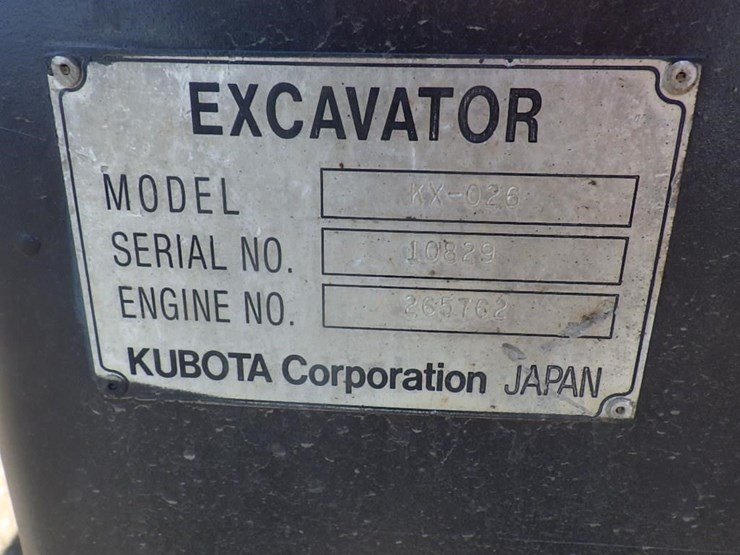 EXCAVATOR
MODEL KX-026
SERIAL NO. 10829
ENGINE NO. 265762
KUBOTA Corporation JAPAN